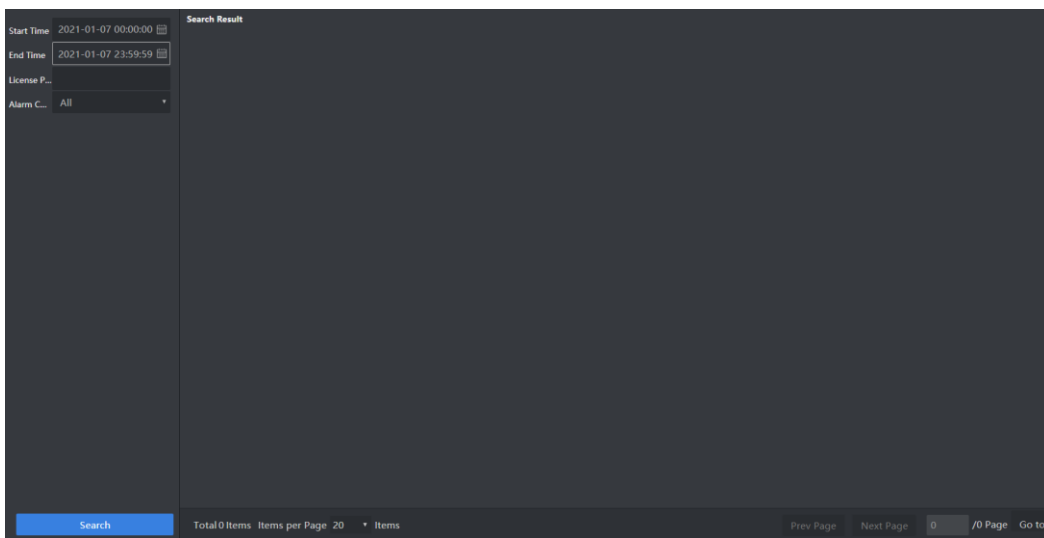 Search Result
Start Time 2021-01-07 00:00:00
End Time 2021-01-07 23:59:59
License P...
Alarm C... All
Search
Total 0 Items Items per Page 20 Items
Prev Page Next Page 0 /0 Page Go to